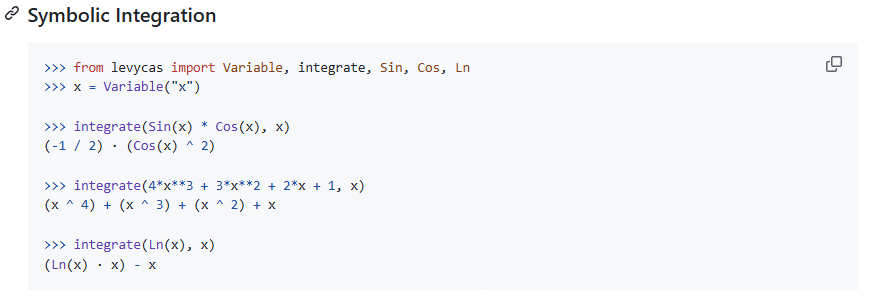 Symbolic Integration
>>> from levycas import Variable, integrate, Sin, Cos, Ln
>>> x = Variable("x")
>>> integrate(Sin(x) * Cos(x), x)
(-1 / 2) · (Cos(x) ^ 2)
>>> integrate(4*x**3 + 3*x**2 + 2*x + 1, x)
(x ^ 4) + (x ^ 3) + (x ^ 2) + x
>>> integrate(Ln(x), x)
(Ln(x) · x) - x